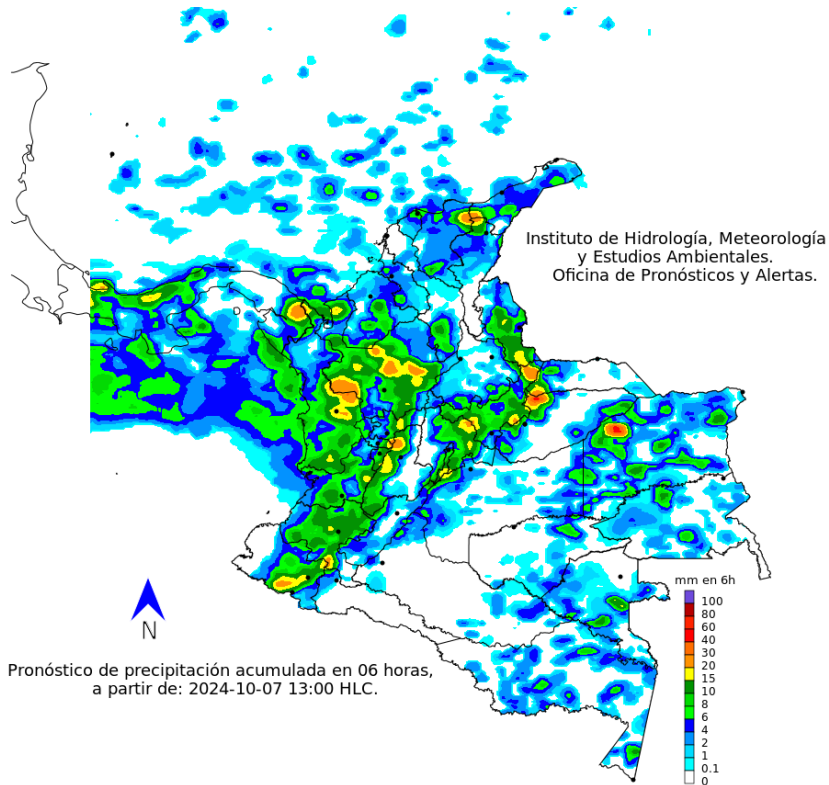 Instituto de Hidrología, Meteorología
y Estudios Ambientales.
Oficina de Pronósticos y Alertas.
mm en 6h
100
80
60
40
30
20
15
10
8
6
4
2
1
0.1
0
N
Pronóstico de precipitación acumulada en 06 horas,
a partir de: 2024-10-07 13:00 HLC.